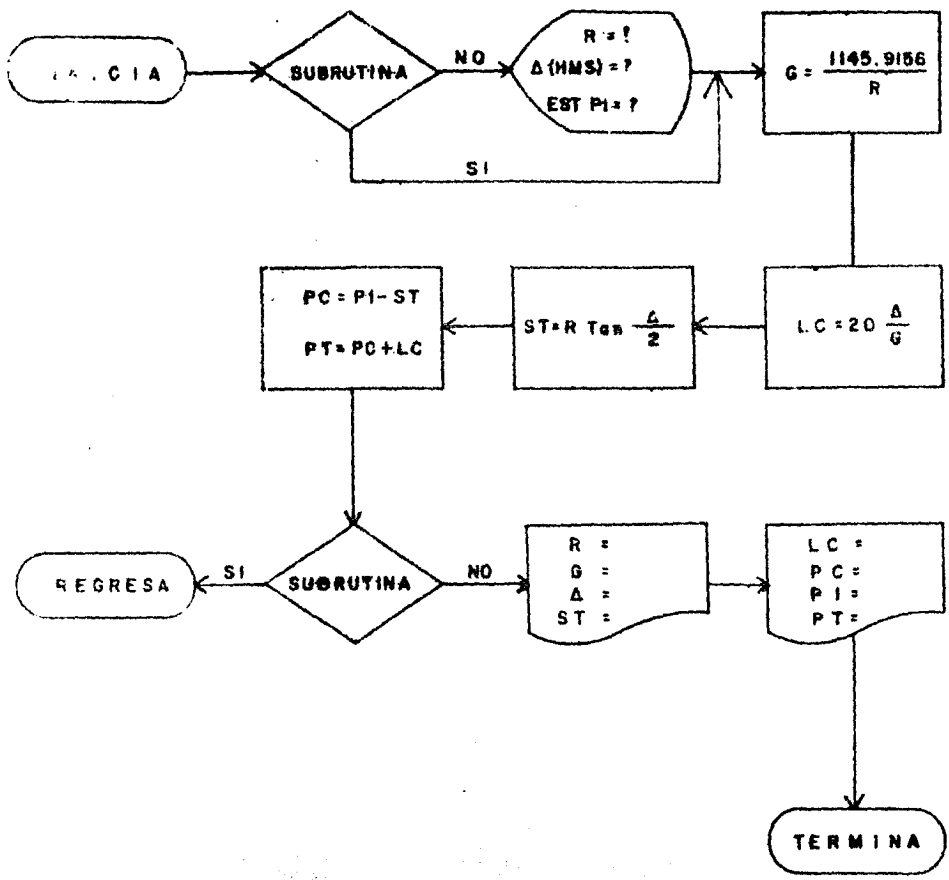 SUBRUTINA
NO
R = ?
Δ (HMS) = ?
EST PI = ?
G = 1145.9156
R
SI
PC = PI - ST
PT = PC + LC
ST = R Tan Δ
2
LC = 20 Δ
G
REGRESA
SI
SUBRUTINA
NO
R =
G =
Δ =
ST =
LC =
PC =
PI =
PT =
TERMINA